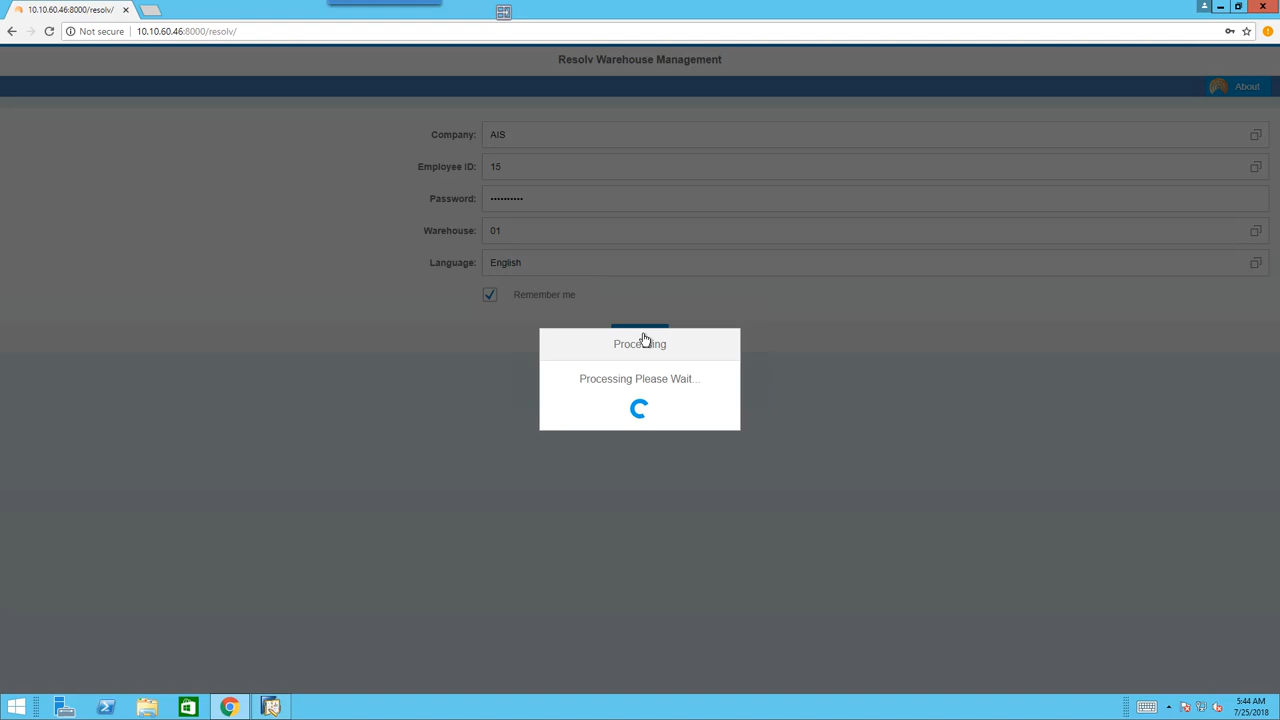 10.10.60.46:8000/resolv/
Not secure 10.10.60.46:8000/resolv/
Resolv Warehouse Management
About
Company: AIS
Employee ID: 15
Password: ••••••••••
Warehouse: 01
Language: English
Remember me
Processing
Processing Please Wait...
5:44 AM
7/25/2018